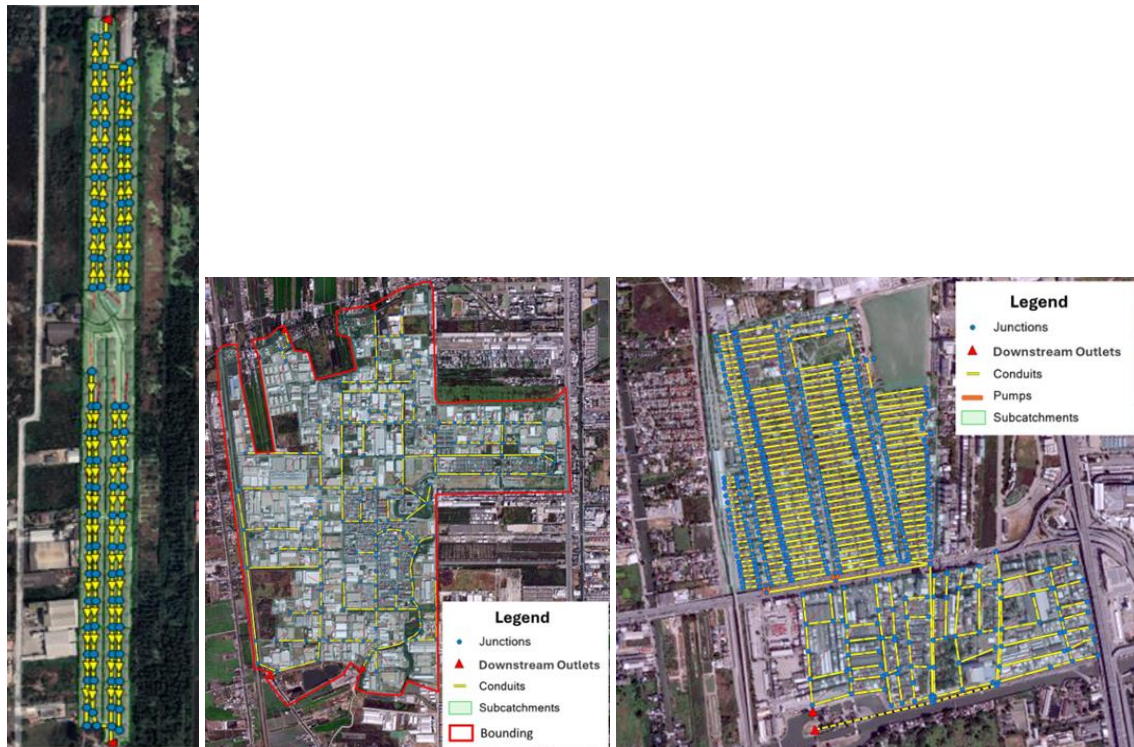 Legend
Junctions
Downstream Outlets
Conduits
Subcatchments
Bounding
Legend
Junctions
Downstream Outlets
Conduits
Pumps
Subcatchments